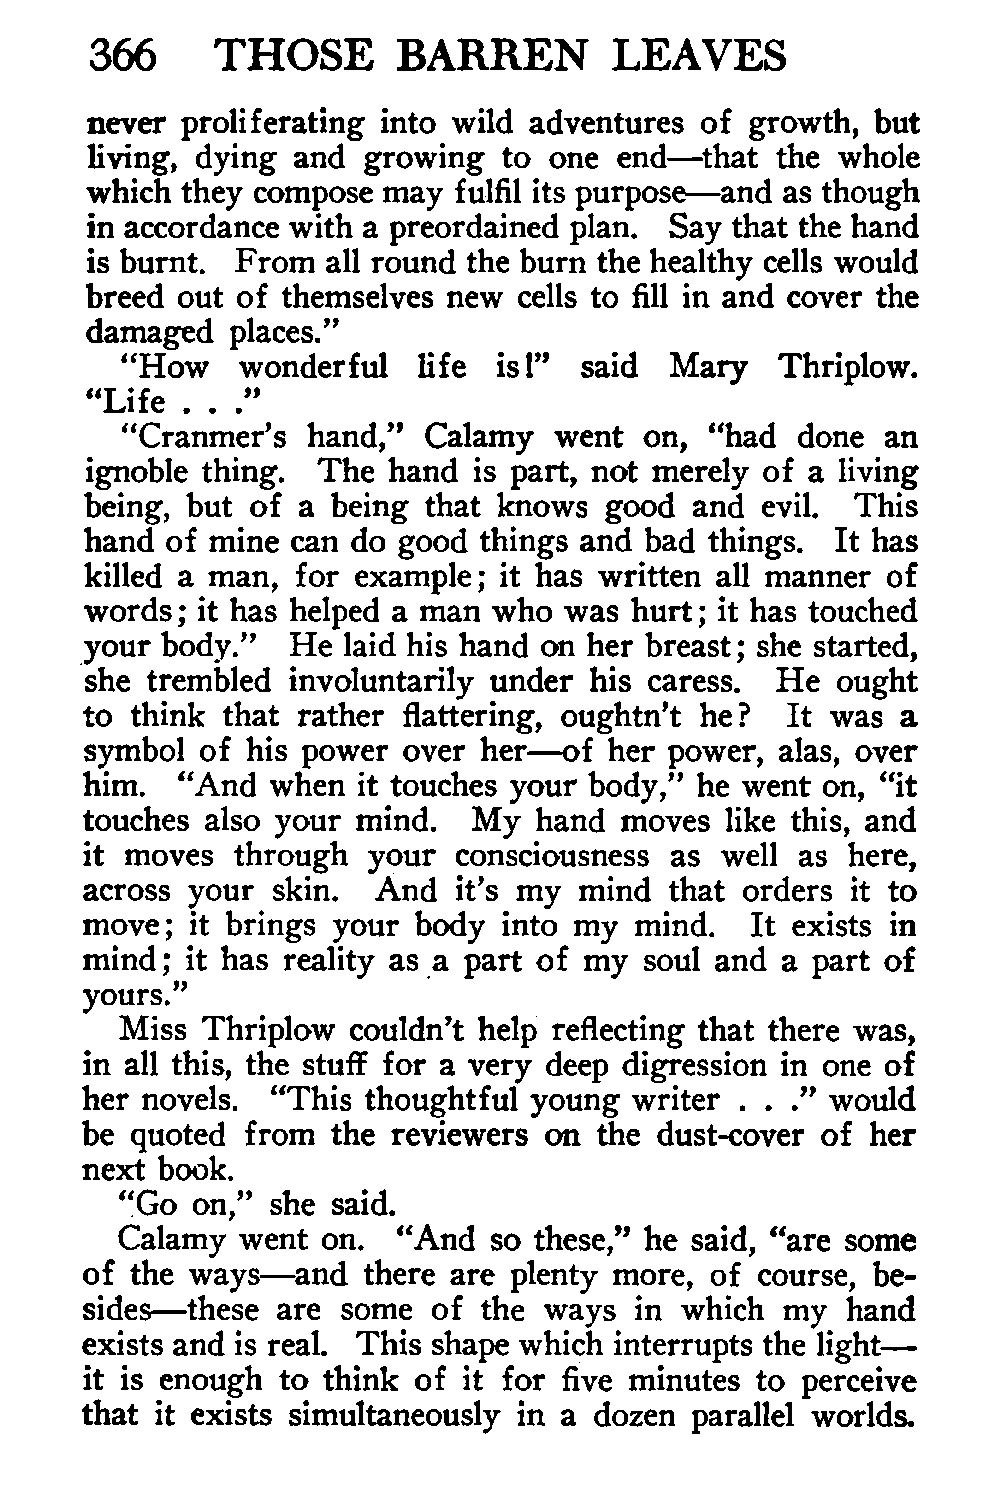 366 THOSE BARREN LEAVES
never proliferating into wild adventures of growth, but
living, dying and growing to one end—that the whole
which they compose may fulfil its purpose—and as though
in accordance with a preordained plan. Say that the hand
is burnt. From all round the burn the healthy cells would
breed out of themselves new cells to fill in and cover the
damaged places."
"How wonderful life is!" said Mary Thriplow.
"Life . . ."
"Cranmer's hand," Calamy went on, "had done an
ignoble thing. The hand is part, not merely of a living
being, but of a being that knows good and evil. This
hand of mine can do good things and bad things. It has
killed a man, for example; it has written all manner of
words; it has helped a man who was hurt; it has touched
your body." He laid his hand on her breast; she started,
she trembled involuntarily under his caress. He ought
to think that rather flattering, oughtn't he? It was a
symbol of his power over her—of her power, alas, over
him. "And when it touches your body," he went on, "it
touches also your mind. My hand moves like this, and
it moves through your consciousness as well as here,
across your skin. And it's my mind that orders it to
move; it brings your body into my mind. It exists in
mind; it has reality as a part of my soul and a part of
yours."
Miss Thriplow couldn't help reflecting that there was,
in all this, the stuff for a very deep digression in one of
her novels. "This thoughtful young writer . . ." would
be quoted from the reviewers on the dust-cover of her
next book.
"Go on," she said.
Calamy went on. "And so these," he said, "are some
of the ways—and there are plenty more, of course, be-
sides—these are some of the ways in which my hand
exists and is real. This shape which interrupts the light—
it is enough to think of it for five minutes to perceive
that it exists simultaneously in a dozen parallel worlds.